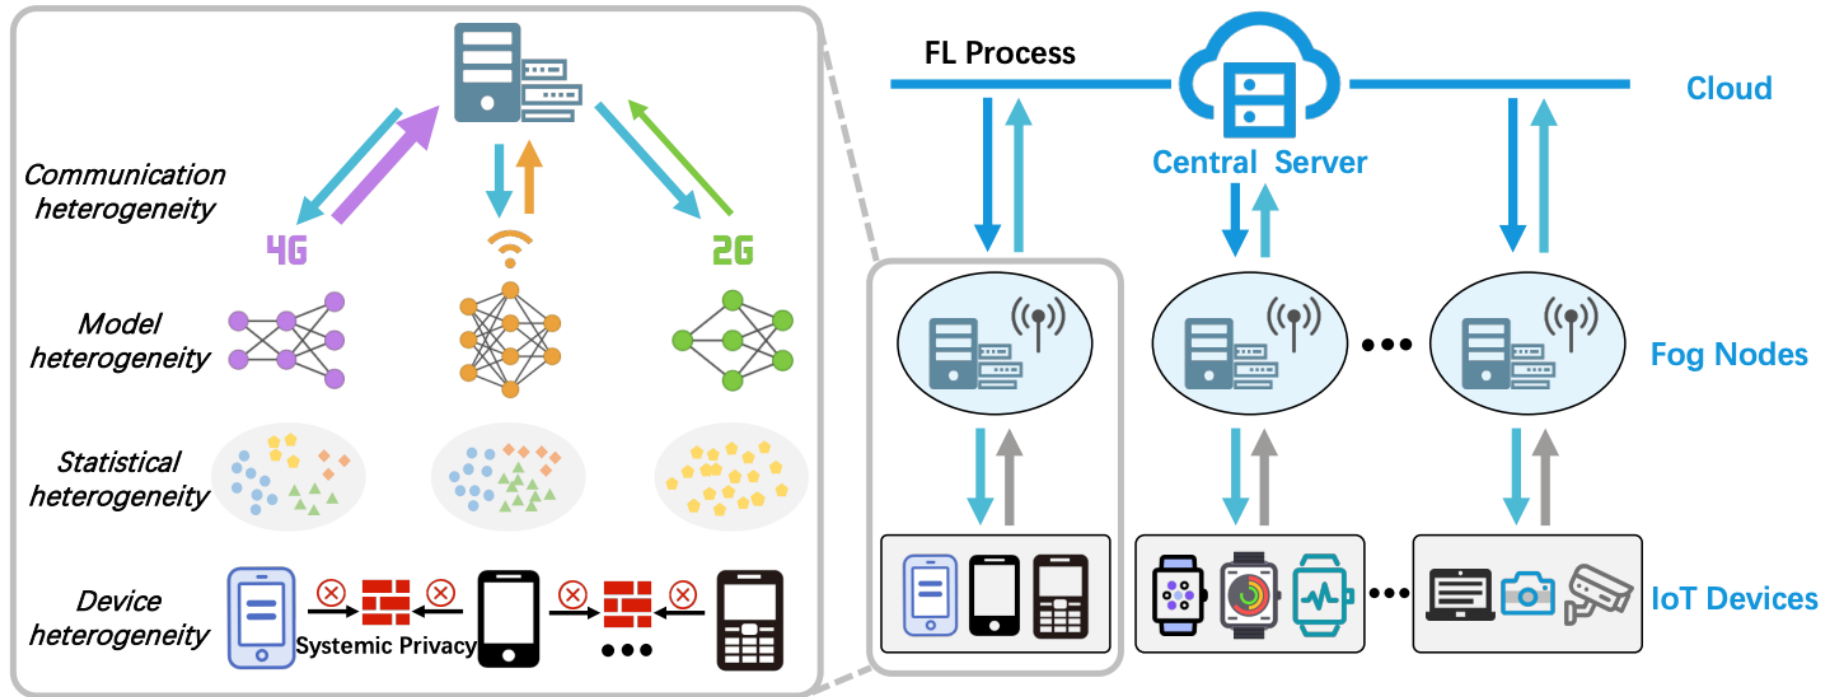 Communication
heterogeneity
4G
2G
Model
heterogeneity
Statistical
heterogeneity
Device
heterogeneity
Systemic Privacy
FL Process
Cloud
Central Server
Fog Nodes
IoT Devices